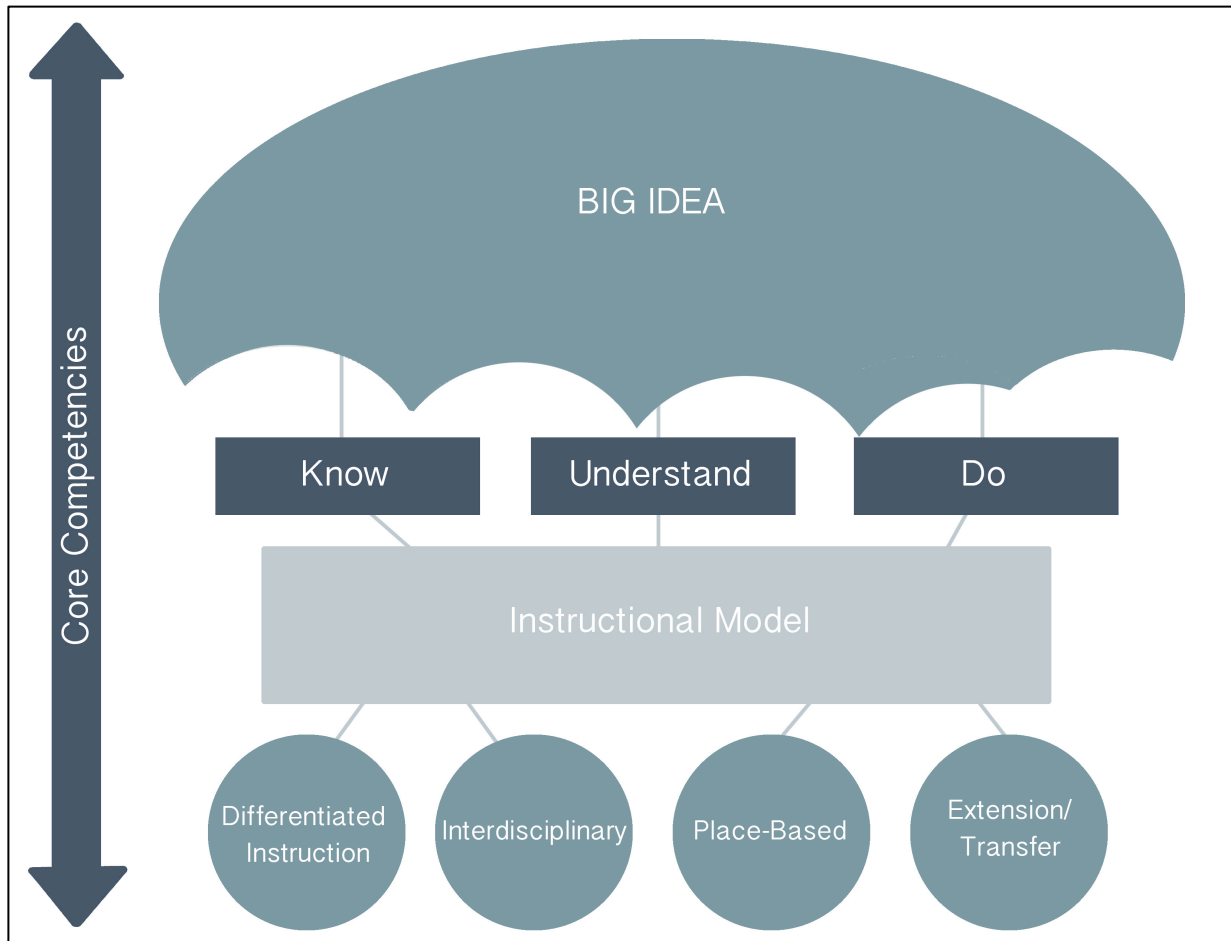 Core Competencies
BIG IDEA
Know
Understand
Do
Instructional Model
Differentiated
Instruction
Interdisciplinary
Place-Based
Extension/
Transfer